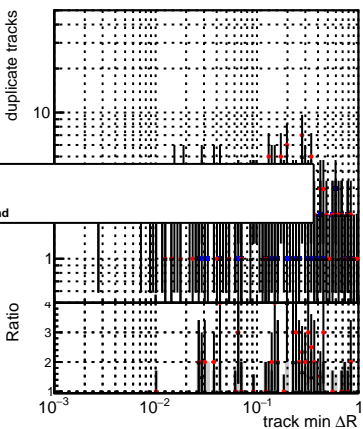 duplicate tracks
10
nd
1
Ratio
4
3
2
1
10⁻³
10⁻²
10⁻¹
1
track min ΔR